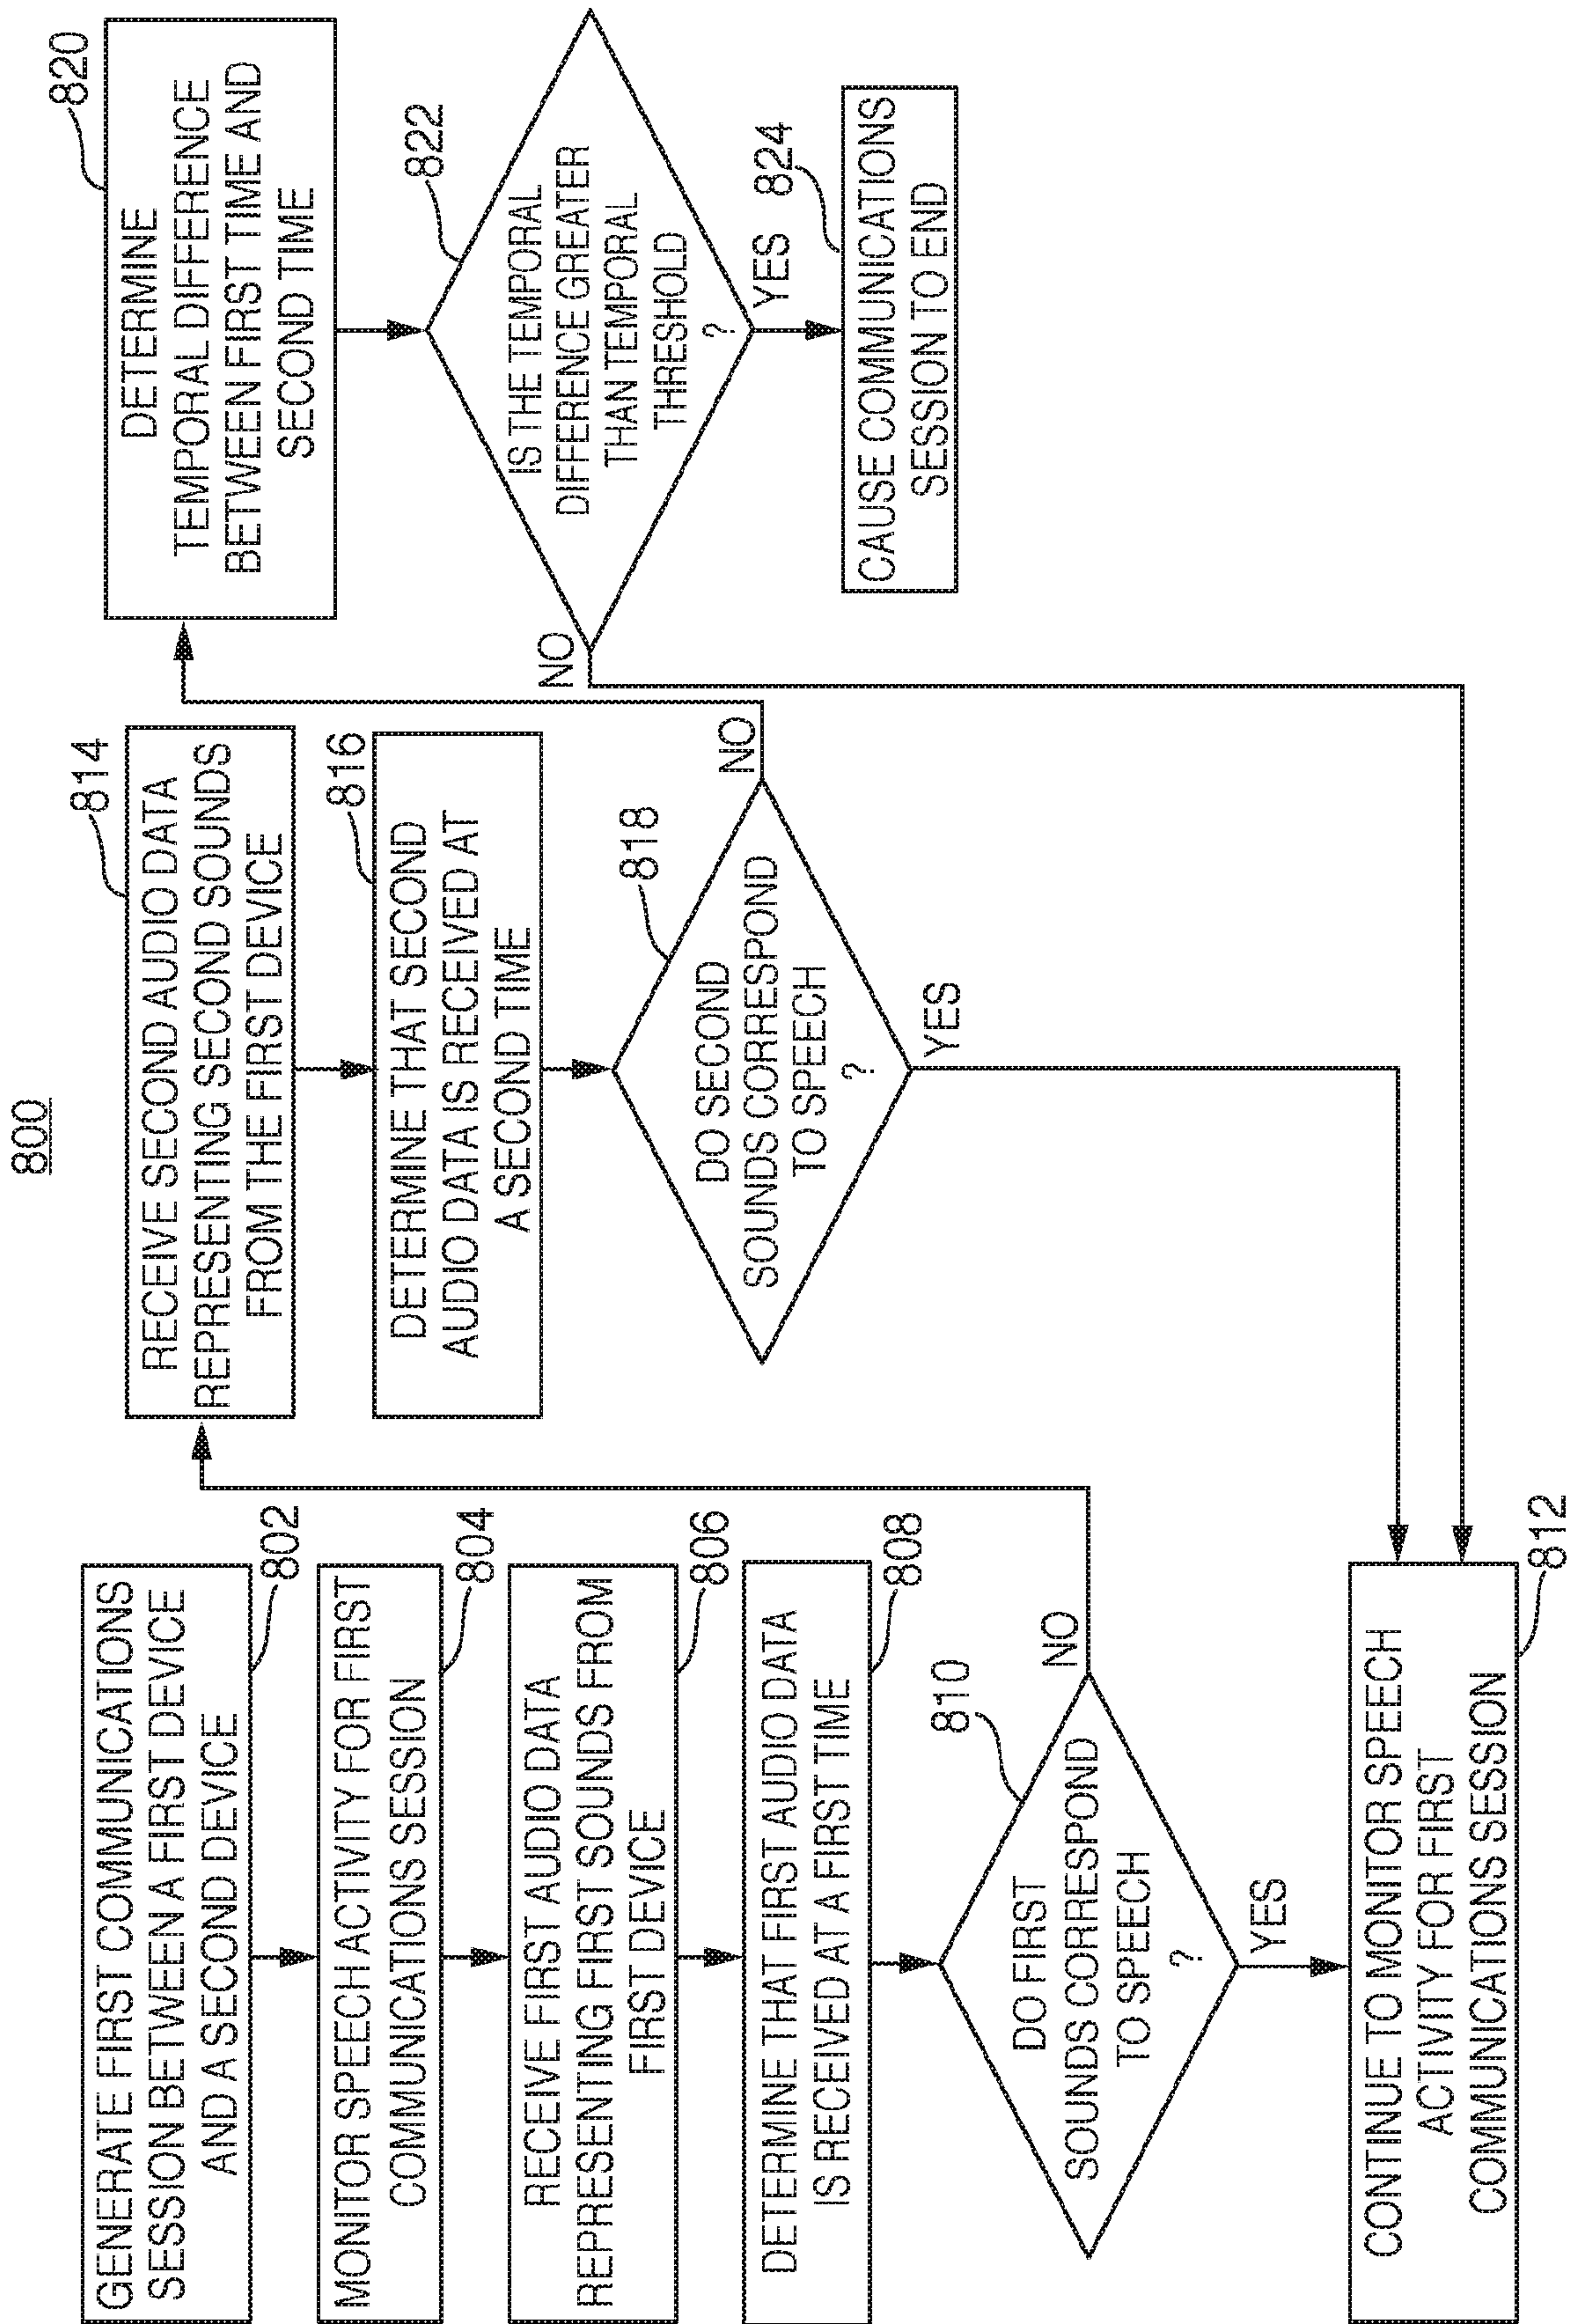 800
GENERATE FIRST COMMUNICATIONS
SESSION BETWEEN A FIRST DEVICE
AND A SECOND DEVICE
802
MONITOR SPEECH ACTIVITY FOR FIRST
COMMUNICATIONS SESSION
804
RECEIVE FIRST AUDIO DATA
REPRESENTING FIRST SOUNDS FROM
FIRST DEVICE
806
DETERMINE THAT FIRST AUDIO DATA
IS RECEIVED AT A FIRST TIME
808
DO FIRST
SOUNDS CORRESPOND
TO SPEECH
?
810
NO
YES
CONTINUE TO MONITOR SPEECH
ACTIVITY FOR FIRST
COMMUNICATIONS SESSION
812
RECEIVE SECOND AUDIO DATA
REPRESENTING SECOND SOUNDS
FROM THE FIRST DEVICE
814
DETERMINE THAT SECOND
AUDIO DATA IS RECEIVED AT
A SECOND TIME
816
DO SECOND
SOUNDS CORRESPOND
TO SPEECH
?
818
NO
YES
DETERMINE
TEMPORAL DIFFERENCE
BETWEEN FIRST TIME AND
SECOND TIME
820
IS THE TEMPORAL
DIFFERENCE GREATER
THAN TEMPORAL
THRESHOLD
?
822
NO
YES
CAUSE COMMUNICATIONS
SESSION TO END
824